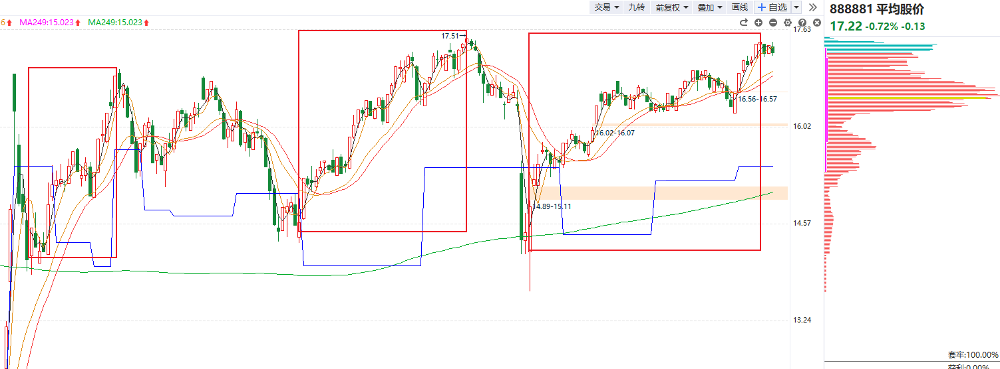 交易 九转 前复权 叠加 画线 自选
888881 平均股价
17.22 -0.72% -0.13
6 MA249:15.023 MA249:15.023
17.63
17.51
16.56-16.57
16.02
16.02-16.07
14.89-15.11
14.57
13.24
套牢:100.00%
获利:0.00%